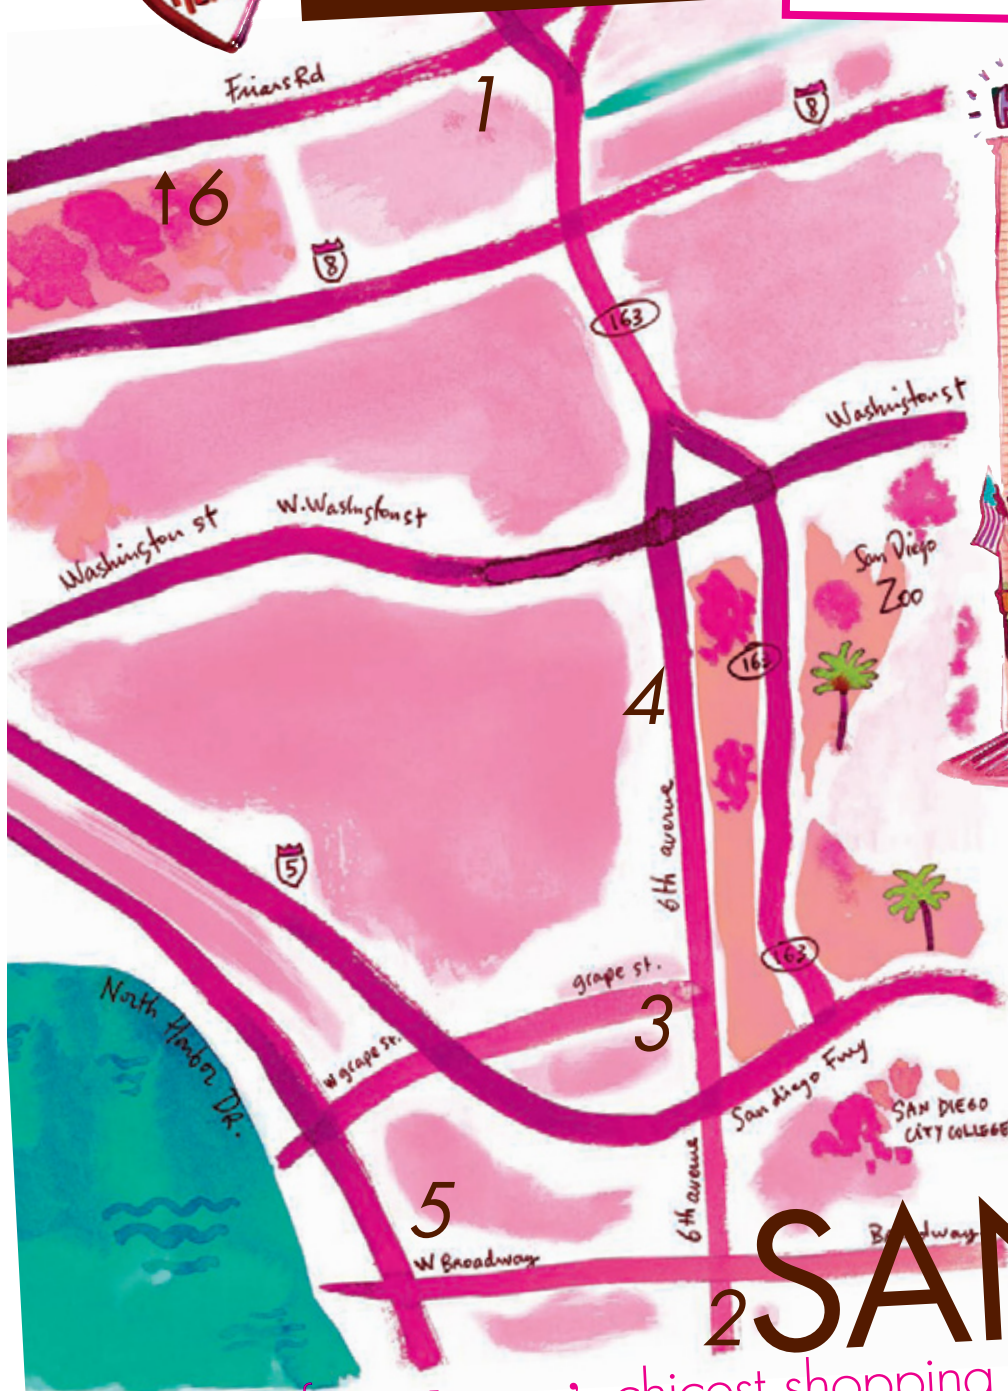 Friars Rd
1
8
6
8
163
Washington st
W. Washington st
Washington st
San Diego
Zoo
163
4
6th avenue
5
163
grape st.
North Harbor DR.
3
W grape st.
San diego Fwy
SAN DIEGO
CITY COLLEGE
6th avenue
5
Broadway
W Broadway
SAN
2
chicest shopping